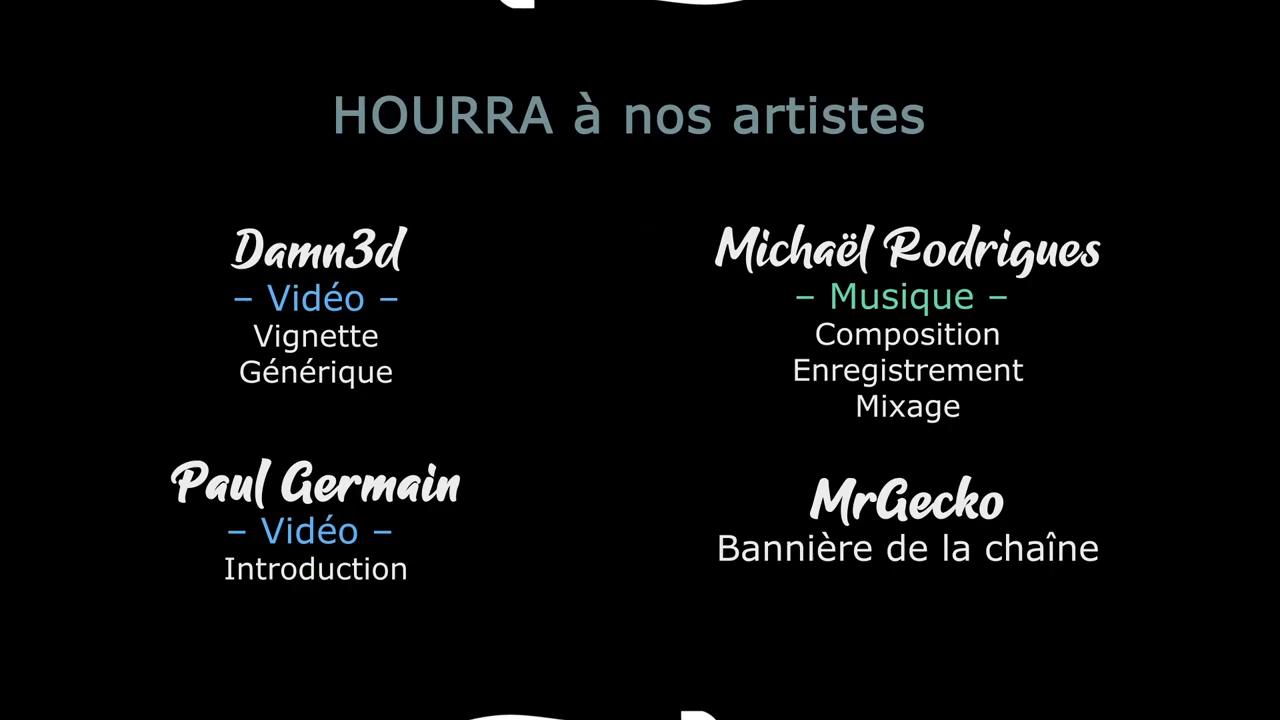 HOURRA à nos artistes
Damn3d
– Vidéo –
Vignette
Générique
Michaël Rodrigues
– Musique –
Composition
Enregistrement
Mixage
Paul Germain
– Vidéo –
Introduction
MrGecko
Bannière de la chaîne